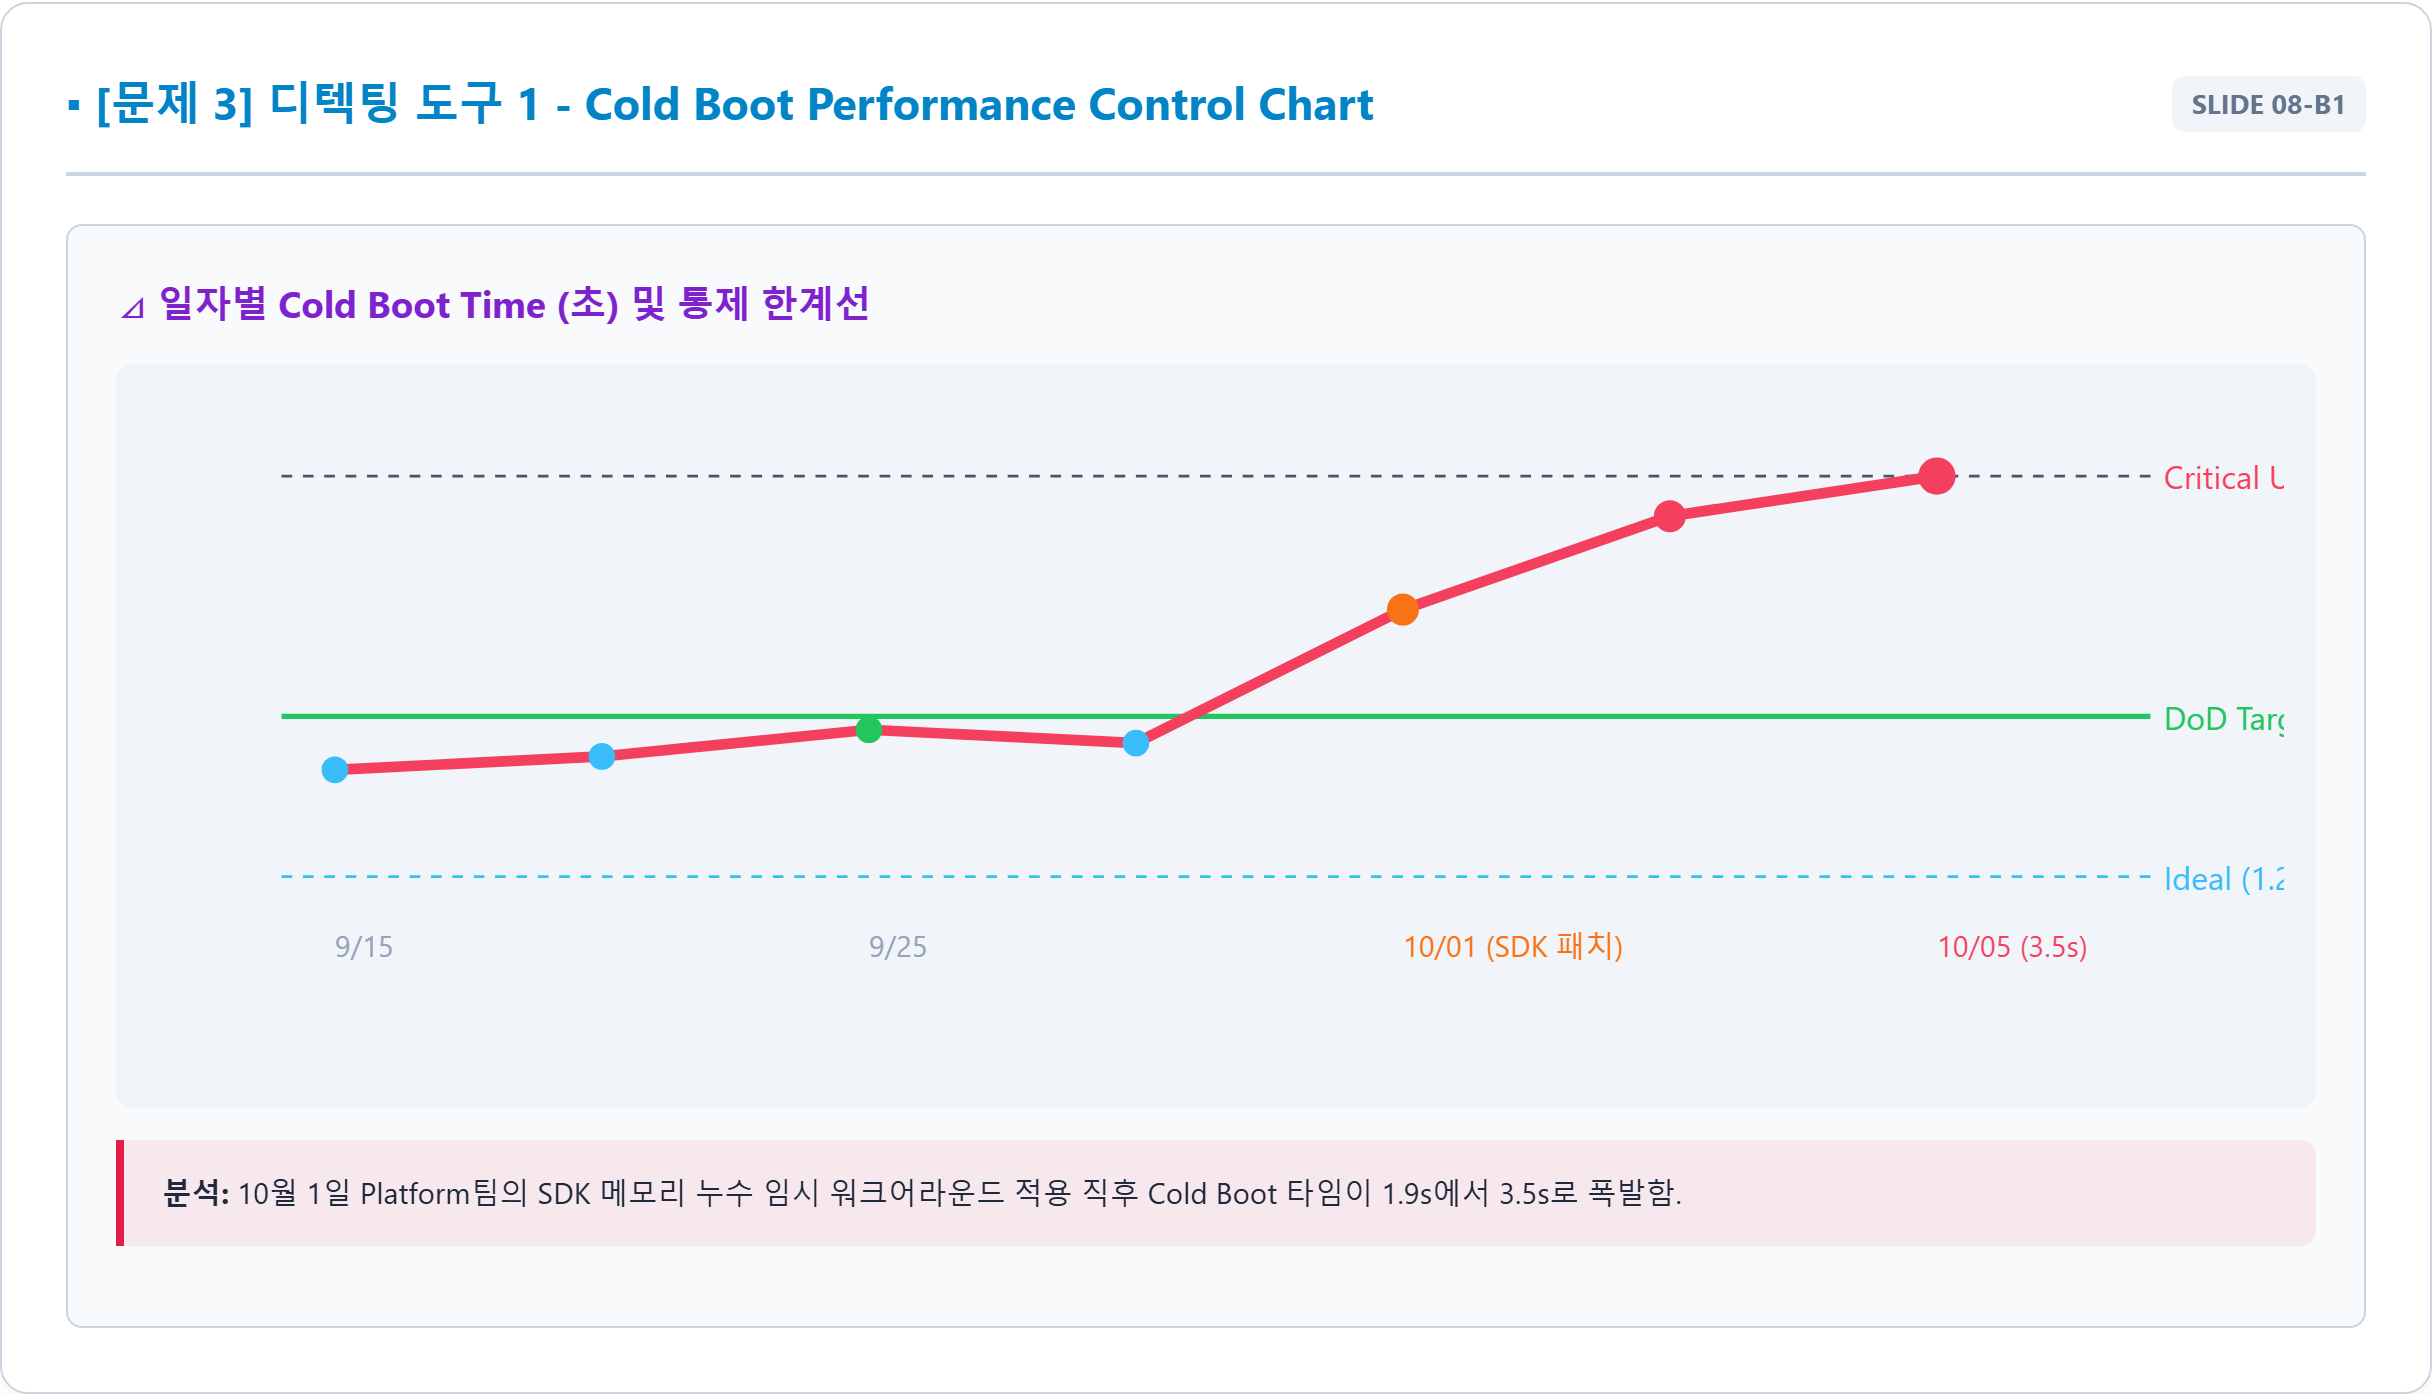 ▪ [문제 3] 디텍팅 도구 1 - Cold Boot Performance Control Chart
SLIDE 08-B1
⊿ 일자별 Cold Boot Time (초) 및 통제 한계선
Critical
DoD
Ideal (1.2
9/15
9/25
10/01 (SDK 패치)
10/05 (3.5s)
분석: 10월 1일 Platform팀의 SDK 메모리 누수 임시 워크어라운드 적용 직후 Cold Boot 타임이 1.9s에서 3.5s로 폭발함.